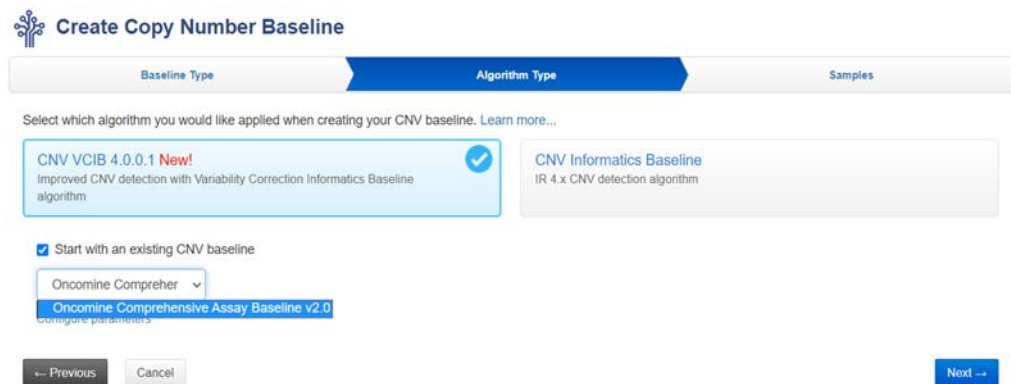 Create Copy Number Baseline
Baseline Type
Algorithm Type
Samples
Select which algorithm you would like applied when creating your CNV baseline. Learn more...
CNV VCIB 4.0.0.1 New!
Improved CNV detection with Variability Correction Informatics Baseline
algorithm
CNV Informatics Baseline
IR 4.x CNV detection algorithm
Start with an existing CNV baseline
Oncomine Compreher
Oncomine Comprehensive Assay Baseline v2.0
Configure parameters
← Previous
Cancel
Next →